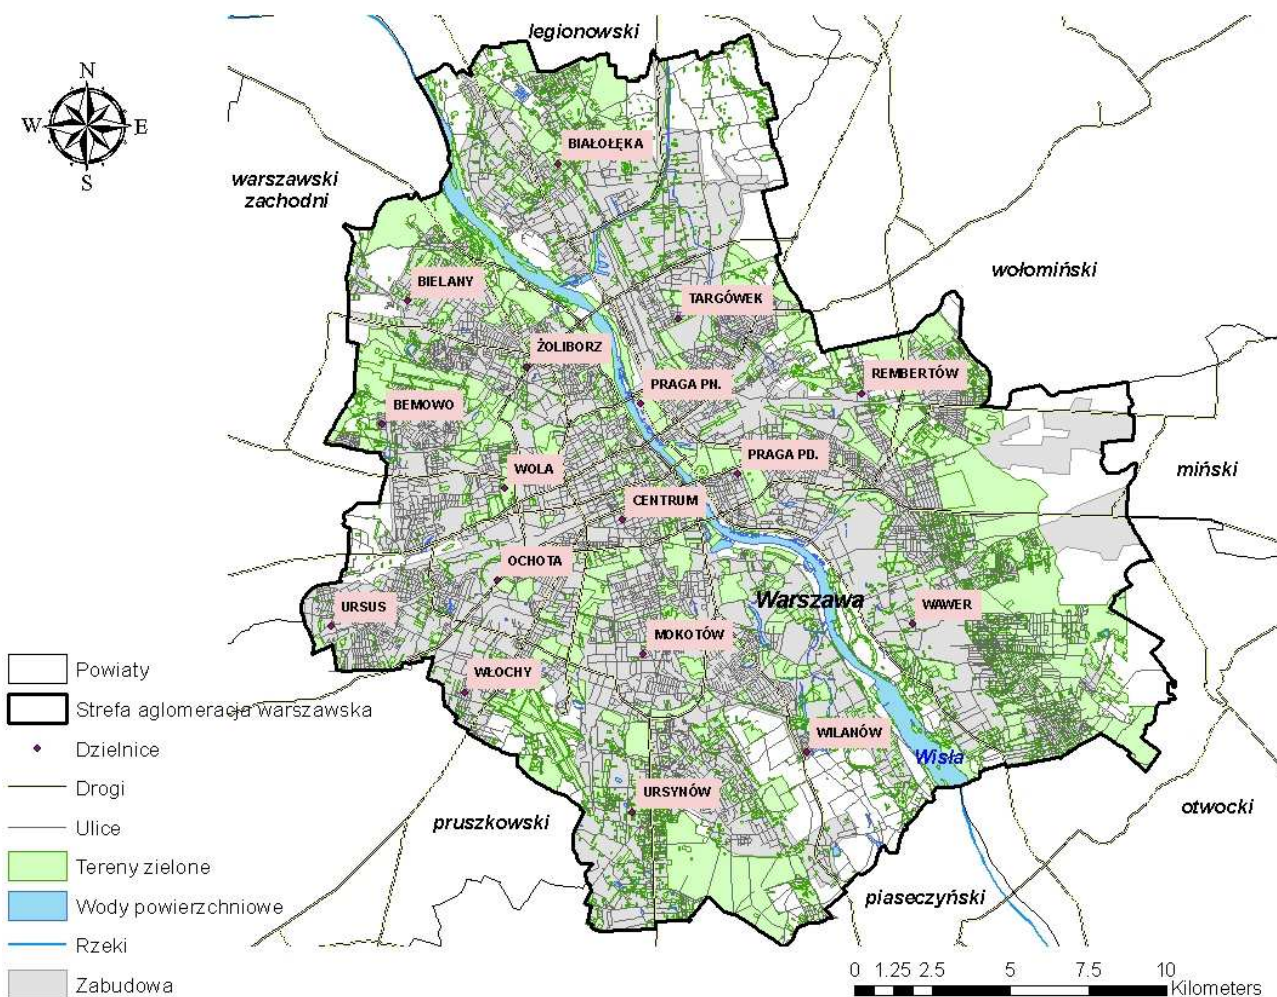 legionowski
N
W E
S
BIAŁOŁĘKA
warszawski
zachodni
wołomiński
BIELANY
TARGÓWEK
ŻOLIBORZ
REMBERTÓW
PRAGA PN.
BEMOWO
PRAGA PD.
WOLA
miński
CENTRUM
OCHOTA
Warszawa
URSUS
WAWER
MOKOTÓW
WŁOCHY
WILANÓW
Wisła
URSYNÓW
pruszkowski
otwocki
piaseczyński
Powiaty
Strefa aglomeracja warszawska
Dzielnice
Drogi
Ulice
Tereny zielone
Wody powierzchniowe
Rzeki
Zabudowa
0 1.25 2.5 5 7.5 10
Kilometers